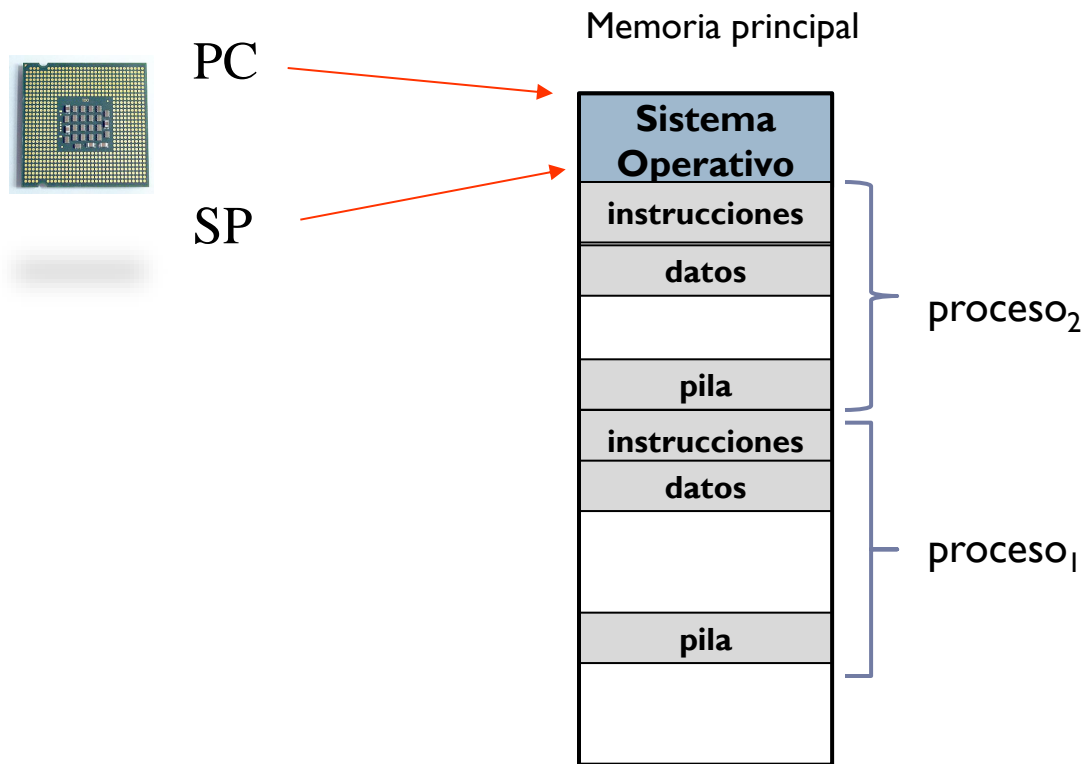 Memoria principal
PC
SP
Sistema
Operativo
instrucciones
datos
pila
proceso₂
instrucciones
datos
pila
proceso₁